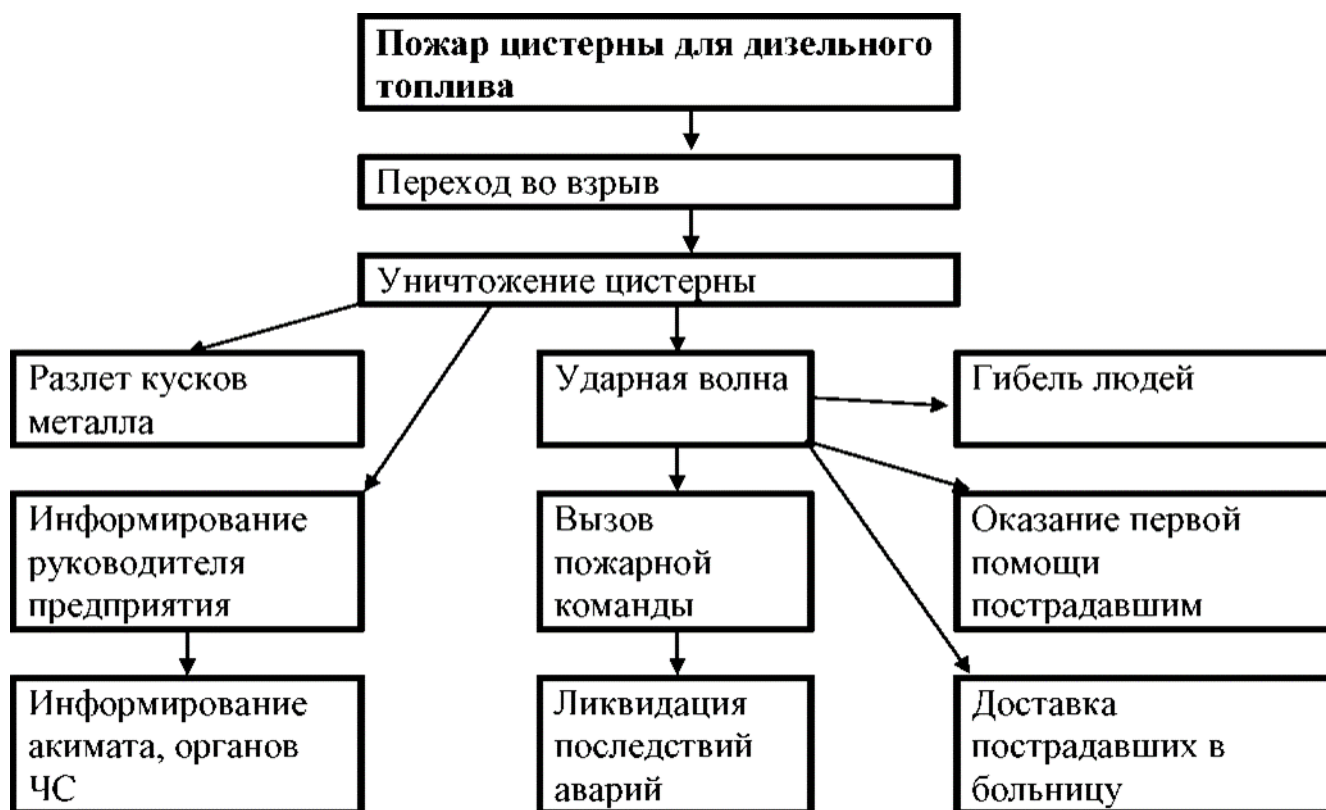 Пожар цистерны для дизельного
топлива
Переход во взрыв
Уничтожение цистерны
Разлет кусков
металла
Ударная волна
Гибель людей
Информирование
руководителя
предприятия
Вызов
пожарной
команды
Оказание первой
помощи
пострадавшим
Информирование
акимата, органов
ЧС
Ликвидация
последствий
аварий
Доставка
пострадавших в
больницу